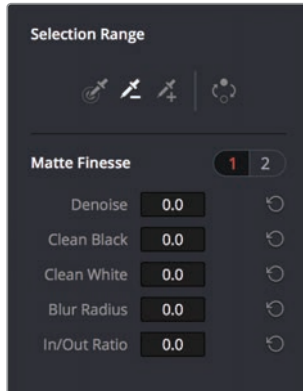 Selection Range
Matte Finesse 1 2
Denoise 0.0
Clean Black 0.0
Clean White 0.0
Blur Radius 0.0
In/Out Ratio 0.0